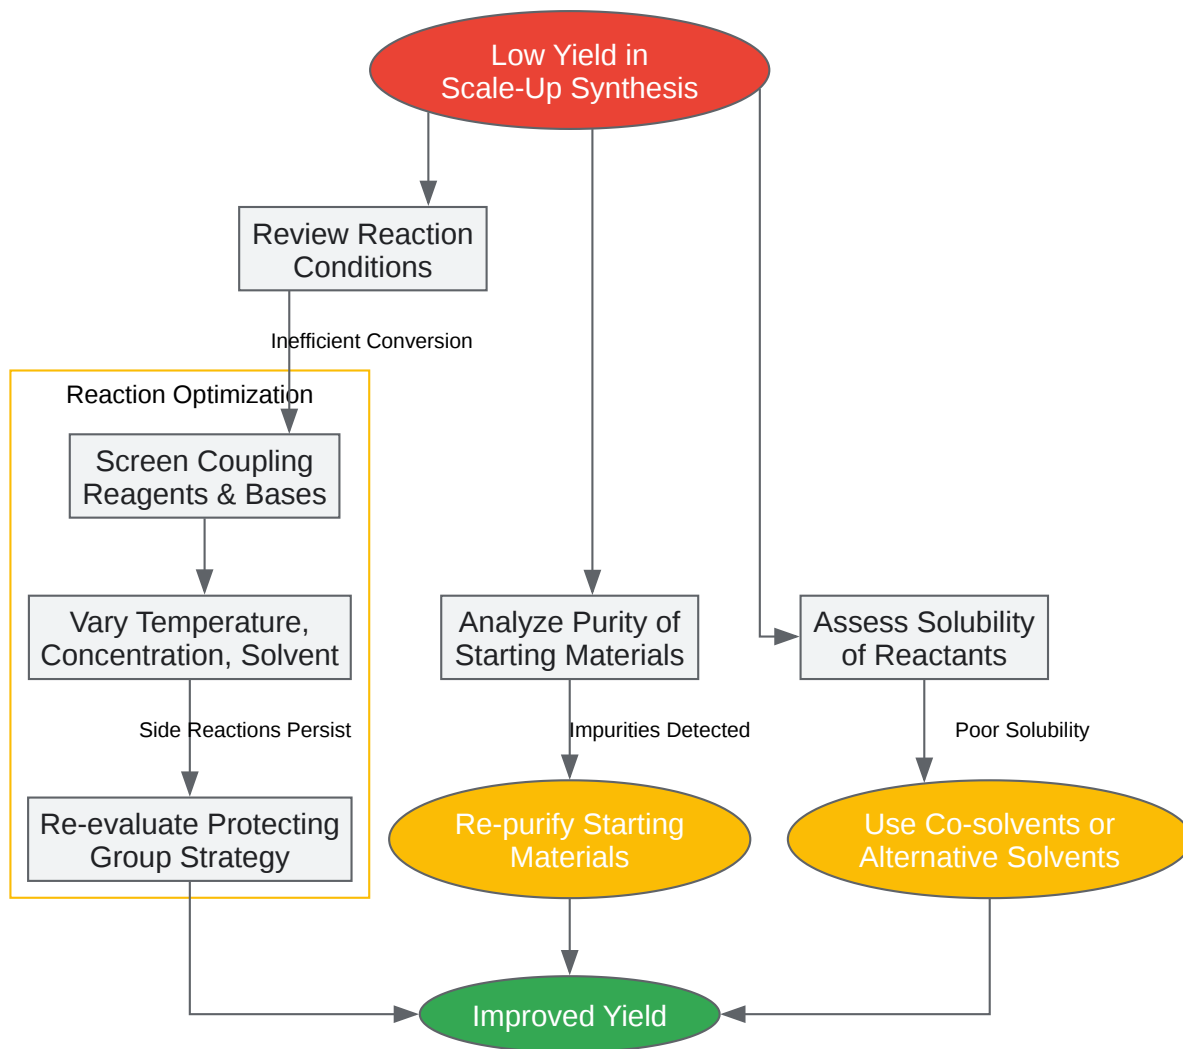 Low Yield in
Scale-Up Synthesis
Review Reaction
Conditions
Inefficient Conversion
Reaction Optimization
Screen Coupling
Reagents & Bases
Vary Temperature,
Concentration, Solvent
Analyze Purity of
Starting Materials
Assess Solubility
of Reactants
Side Reactions Persist
Impurities Detected
Poor Solubility
Re-evaluate Protecting
Group Strategy
Re-purify Starting
Materials
Use Co-solvents or
Alternative Solvents
Improved Yield